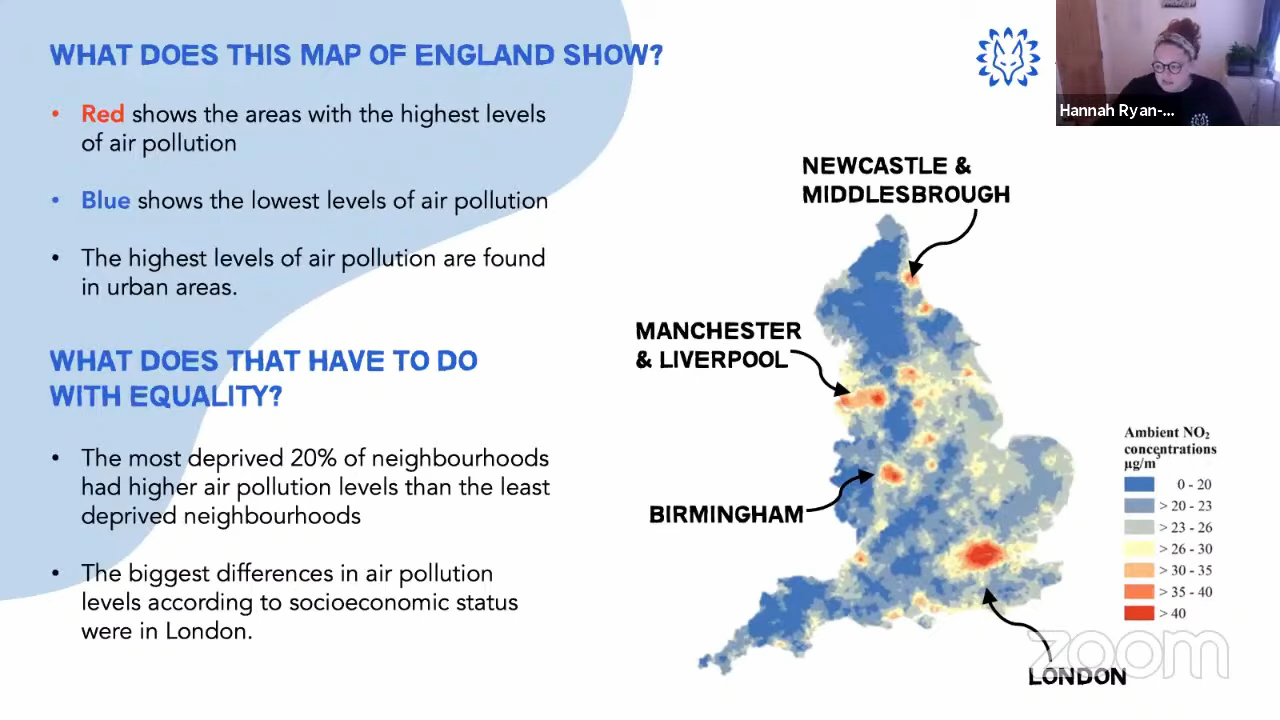 WHAT DOES THIS MAP OF ENGLAND SHOW?
• Red shows the areas with the highest levels
of air pollution
• Blue shows the lowest levels of air pollution
• The highest levels of air pollution are found
in urban areas.
WHAT DOES THAT HAVE TO DO
WITH EQUALITY?
• The most deprived 20% of neighbourhoods
had higher air pollution levels than the least
deprived neighbourhoods
• The biggest differences in air pollution
levels according to socioeconomic status
were in London.
Hannah Ryan-...
NEWCASTLE &
MIDDLESBROUGH
MANCHESTER
& LIVERPOOL
BIRMINGHAM
LONDON
Ambient NO₂
concentrations
µg/m³
0 - 20
> 20 - 23
> 23 - 26
> 26 - 30
> 30 - 35
> 35 - 40
> 40
zoom